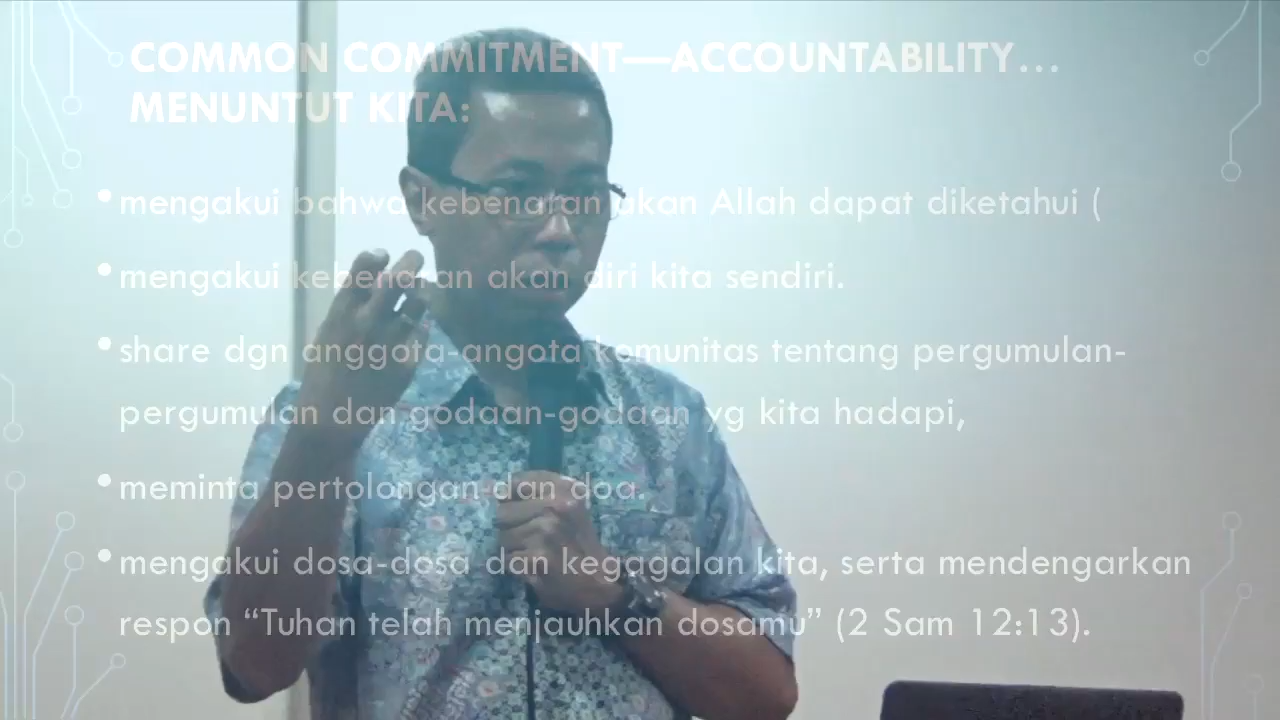 COMMON COMMITMENT—ACCOUNTABILITY…
MENUNTUT KITA:
•mengakui bahwa kebenaran akan Allah dapat diketahui (
•mengakui kebenaran akan diri kita sendiri.
•share dgn anggota-angota komunitas tentang pergumulan-
pergumulan dan godaan-godaan yg kita hadapi,
•meminta pertolongan dan doa.
•mengakui dosa-dosa dan kegagalan kita, serta mendengarkan
respon “Tuhan telah menjauhkan dosamu” (2 Sam 12:13).